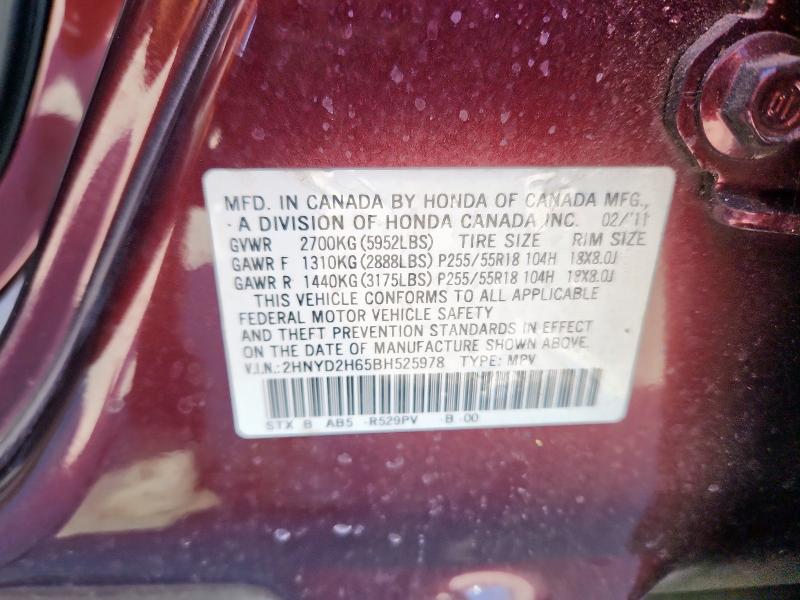 MFD. IN CANADA BY HONDA OF CANADA MFG.,
A DIVISION OF HONDA CANADA INC. 02/'11
GVWR 2700KG(5952LBS) TIRE SIZE RIM SIZE
GAWR F 1310KG(2888LBS) P255/55R18 104H 18X8.0J
GAWR R 1440KG(3175LBS) P255/55R18 104H 18X8.0J
THIS VEHICLE CONFORMS TO ALL APPLICABLE
FEDERAL MOTOR VEHICLE SAFETY
AND THEFT PREVENTION STANDARDS IN EFFECT
ON THE DATE OF MANUFACTURE SHOWN ABOVE.
V.I.N.:2HNYD2H65BH525978 TYPE: MPV
STX B AB5 -R529PV -B -00